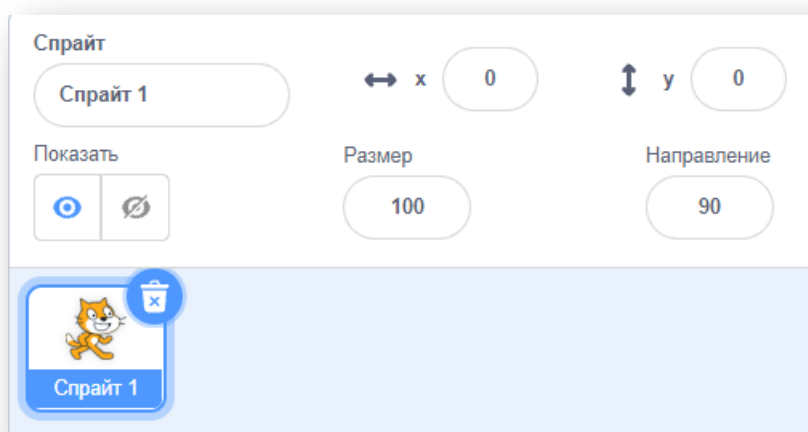 Спрайт
Спрайт 1
x 0
y 0
Показать
Размер
Направление
100
90
Спрайт 1